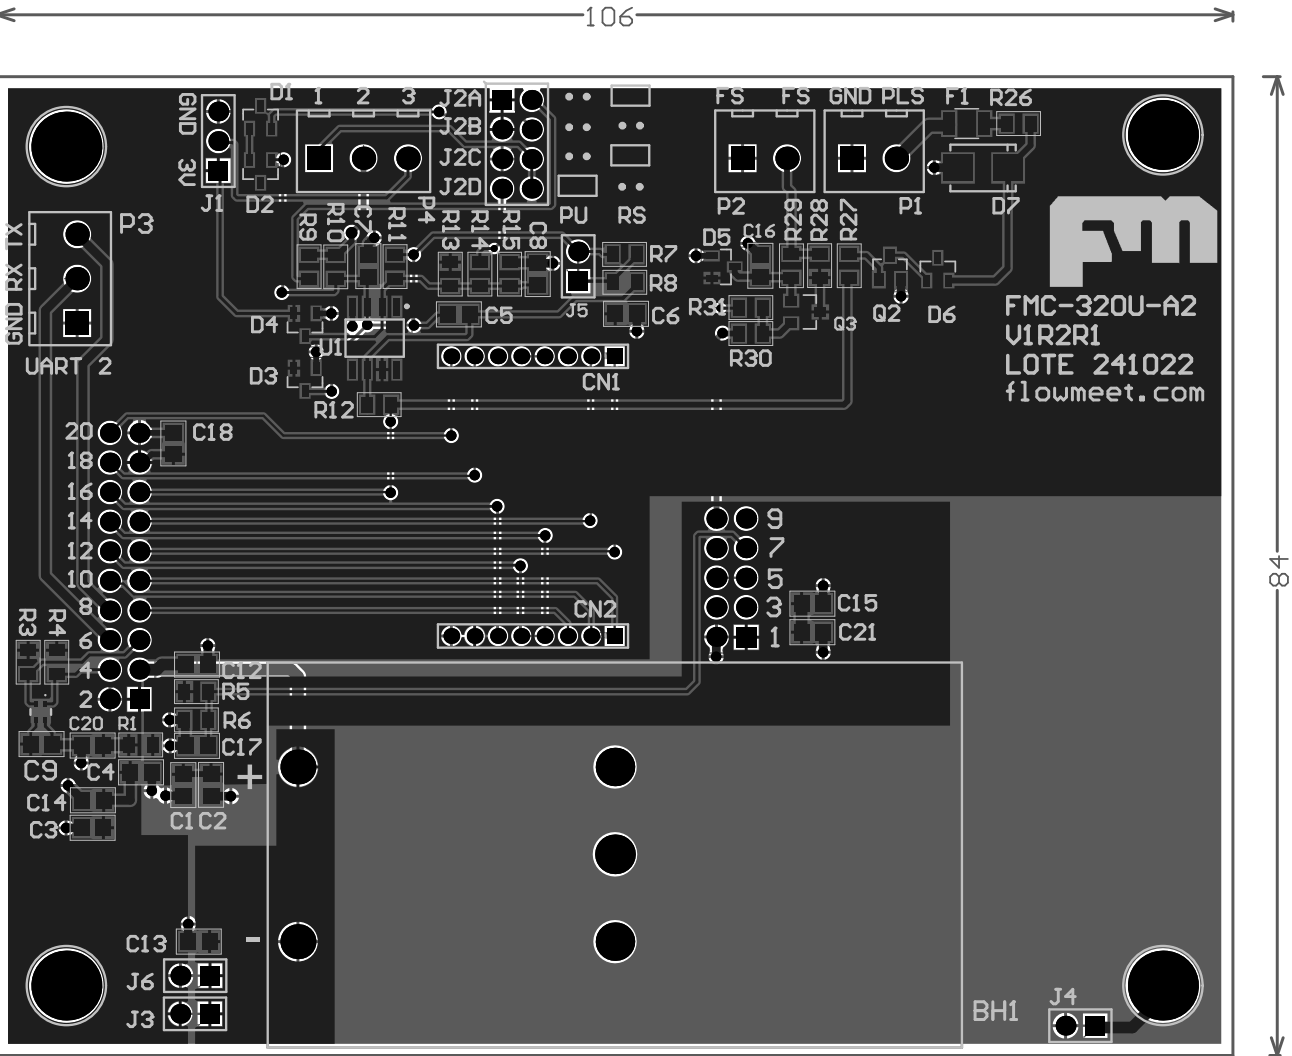 106
GND
3V
J1
D1
D2
1 2 3
P4
J2A
J2B
J2C
J2D
PU RS
FS FS
P2
GND PLS
P1
F1 R26
D7
TX
RX
GND
P3
UART 2
R9
R10
C7
R11
R13
R14
R15
C8
J5
R7
R8
C5
C6
D4
U1
D3
R12
CN1
D5
C16
R29
R28
R27
R31
R30
Q3
Q2
D6
FM
FMC-320U-A2
V1R2R1
LOTE 241022
flowmeet.com
84
20
18
16
14
12
10
8
6
4
2
C18
CN2
9
7
5
3
1
C15
C21
R3
R4
C12
R5
R6
C17
C20 R1
C9
C4
C14
C3
C1 C2
+
-
C13
J6
J3
BH1
J4